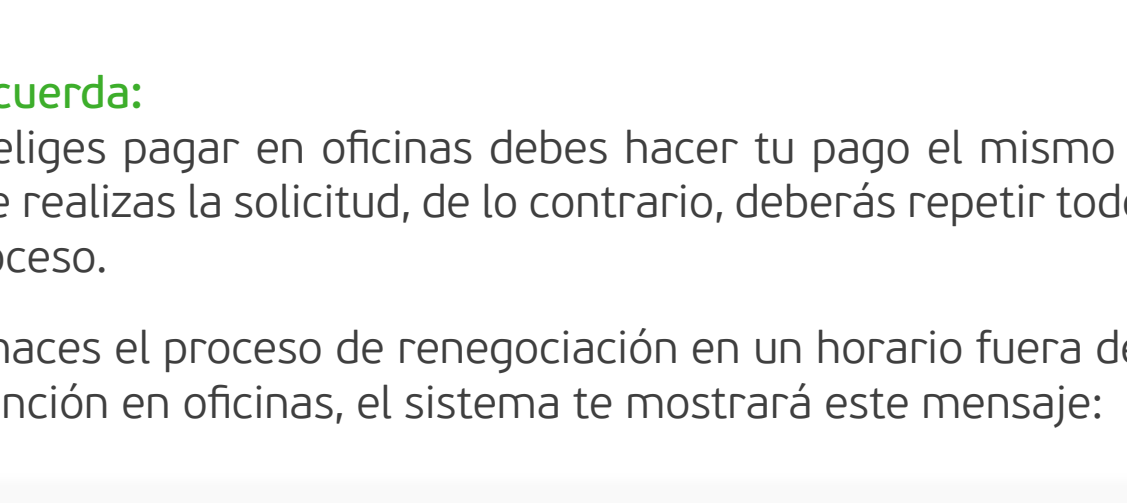 cuerda:
eliges pagar en oficinas debes hacer tu pago el mismo
e realizas la solicitud, de lo contrario, deberás repetir tod
oceso.
haces el proceso de renegociación en un horario fuera de
nción en oficinas, el sistema te mostrará este mensaje: